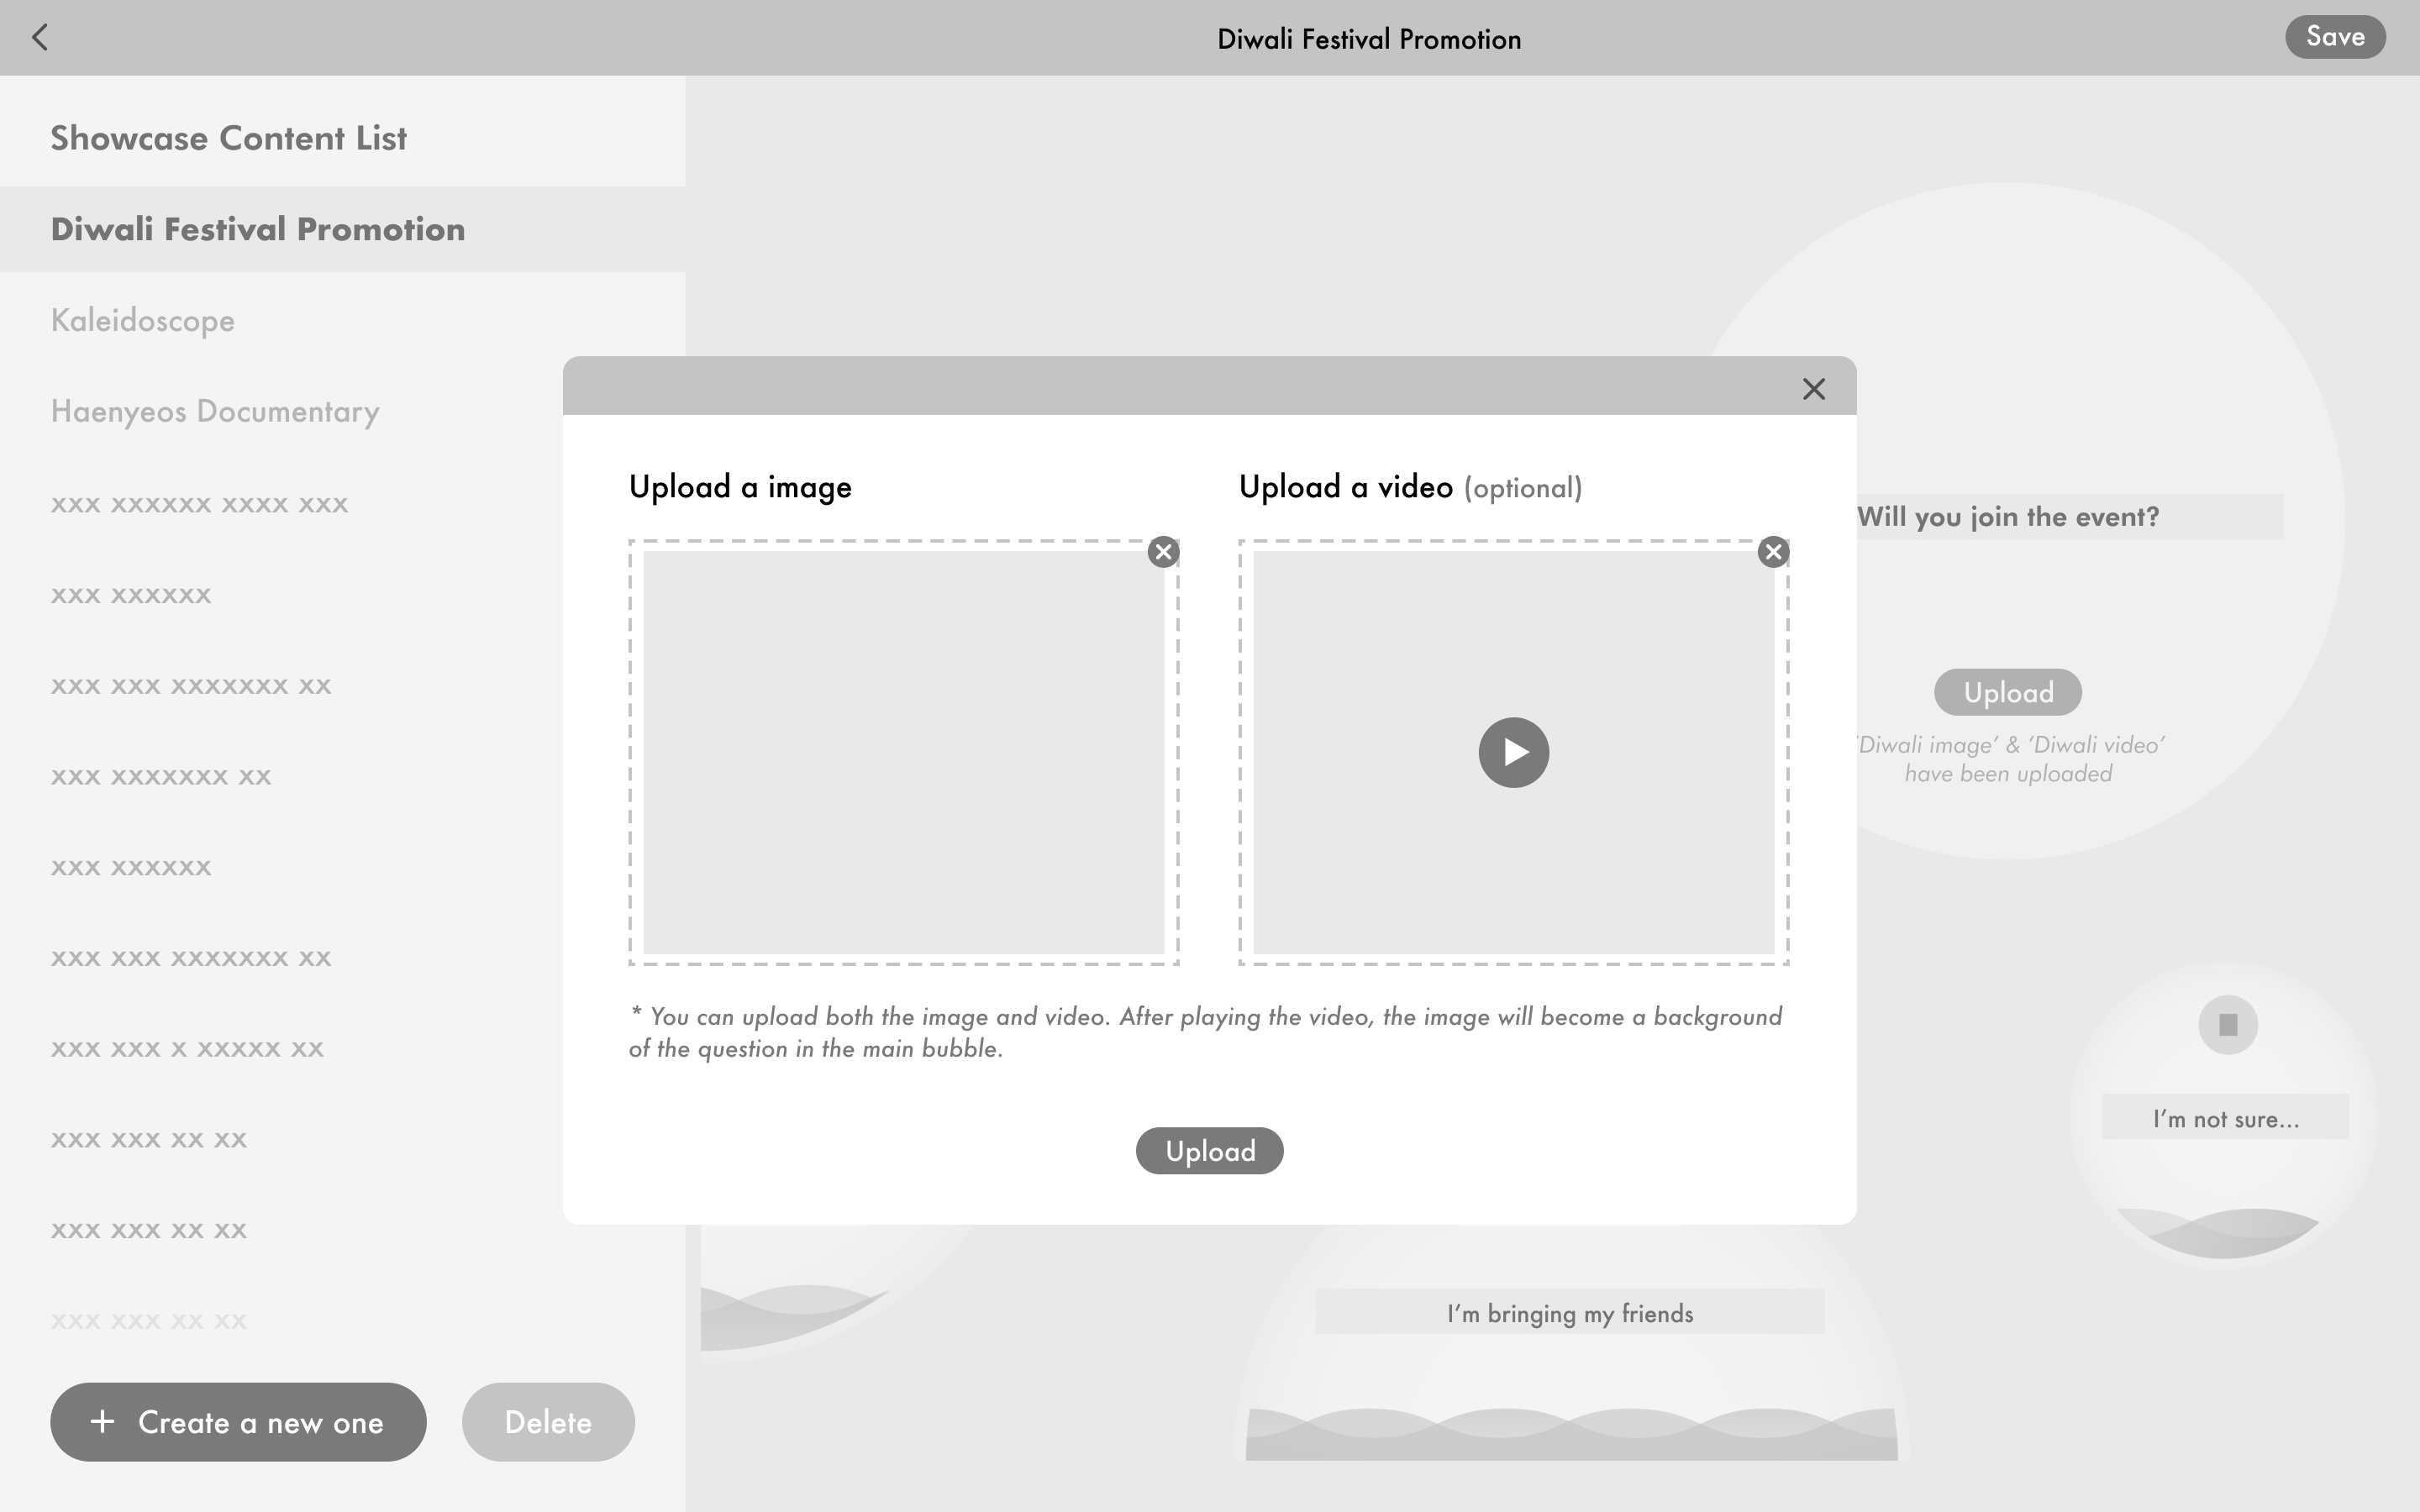 Diwali Festival Promotion
Save
Showcase Content List
Diwali Festival Promotion
Kaleidoscope
Haenyeos Documentary
xxx xxxxxx xxxx xxx
xxx xxxxxx
xxx xxx xxxxxxx xx
xxx xxxxxxx xx
xxx xxxxxx
xxx xxx xxxxxxx xx
xxx xxx x xxxxx xx
xxx xxx xx xx
xxx xxx xx xx
xxx xxx xx xx
+ Create a new one
Delete
Upload a image
Upload a video (optional)
* You can upload both the image and video. After playing the video, the image will become a background
of the question in the main bubble.
Upload
Will you join the event?
Upload
‘Diwali image’ & ‘Diwali video’
have been uploaded
I’m not sure...
I’m bringing my friends